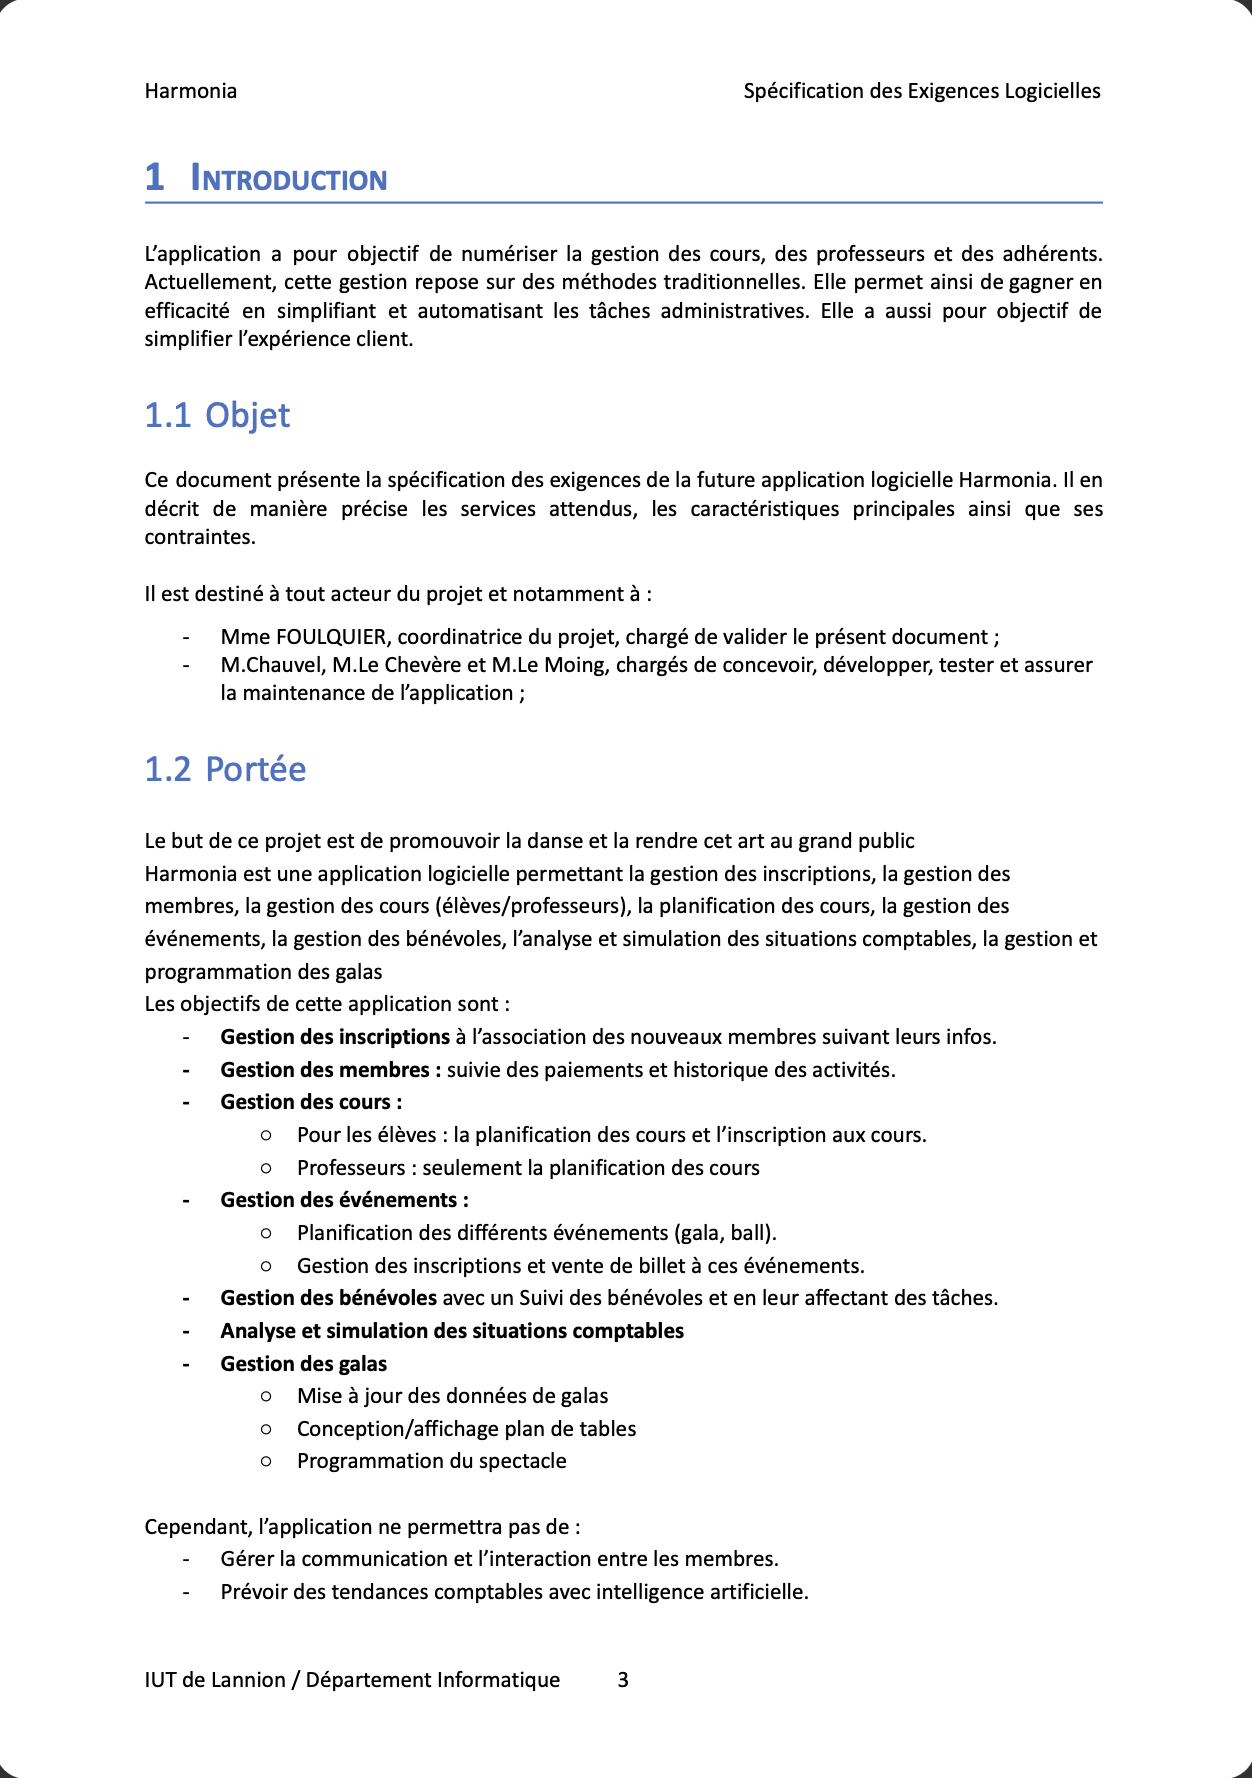 Harmonia Spécification des Exigences Logicielles
1 Introduction
L’application a pour objectif de numériser la gestion des cours, des professeurs et des adhérents.
Actuellement, cette gestion repose sur des méthodes traditionnelles. Elle permet ainsi de gagner en
efficacité en simplifiant et automatisant les tâches administratives. Elle a aussi pour objectif de
simplifier l’expérience client.
1.1 Objet
Ce document présente la spécification des exigences de la future application logicielle Harmonia. Il en
décrit de manière précise les services attendus, les caractéristiques principales ainsi que ses
contraintes.
Il est destiné à tout acteur du projet et notamment à :
- Mme FOULQUIER, coordinatrice du projet, chargé de valider le présent document ;
- M.Chauvel, M.Le Chevère et M.Le Moing, chargés de concevoir, développer, tester et assurer
la maintenance de l’application ;
1.2 Portée
Le but de ce projet est de promouvoir la danse et la rendre cet art au grand public
Harmonia est une application logicielle permettant la gestion des inscriptions, la gestion des
membres, la gestion des cours (élèves/professeurs), la planification des cours, la gestion des
événements, la gestion des bénévoles, l’analyse et simulation des situations comptables, la gestion et
programmation des galas
Les objectifs de cette application sont :
- Gestion des inscriptions à l’association des nouveaux membres suivant leurs infos.
- Gestion des membres : suivie des paiements et historique des activités.
- Gestion des cours :
○ Pour les élèves : la planification des cours et l’inscription aux cours.
○ Professeurs : seulement la planification des cours
- Gestion des événements :
○ Planification des différents événements (gala, ball).
○ Gestion des inscriptions et vente de billet à ces événements.
- Gestion des bénévoles avec un Suivi des bénévoles et en leur affectant des tâches.
- Analyse et simulation des situations comptables
- Gestion des galas
○ Mise à jour des données de galas
○ Conception/affichage plan de tables
○ Programmation du spectacle
Cependant, l’application ne permettra pas de :
- Gérer la communication et l’interaction entre les membres.
- Prévoir des tendances comptables avec intelligence artificielle.
IUT de Lannion / Département Informatique 3